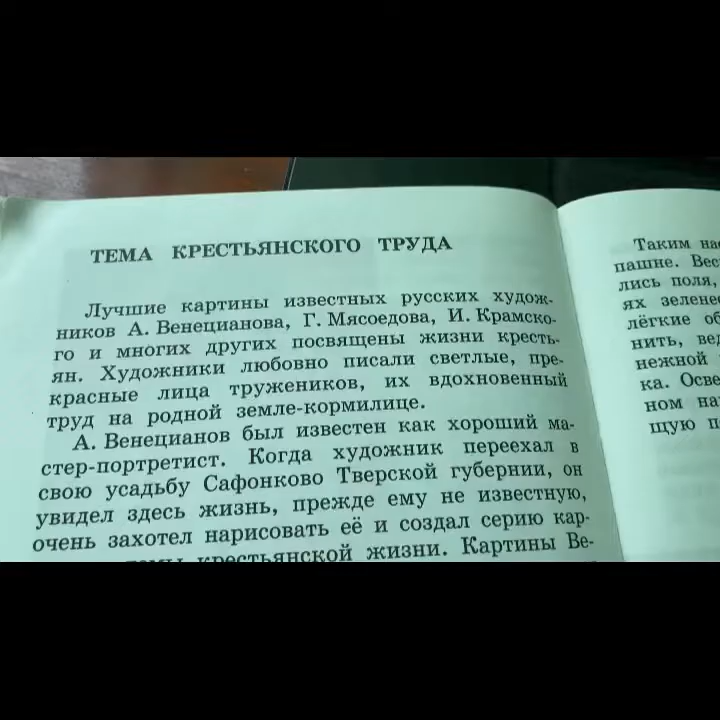 ТЕМА КРЕСТЬЯНСКОГО ТРУДА
Лучшие картины известных русских худож-
ников А. Венецианова, Г. Мясоедова, И. Крамско-
го и многих других посвящены жизни кресть-
ян. Художники любовно писали светлые, пре-
красные лица тружеников, их вдохновенный
труд на родной земле-кормилице.
А. Венецианов был известен как хороший ма-
стер-портретист. Когда художник переехал в
свою усадьбу Сафонково Тверской губернии, он
увидел здесь жизнь, прежде ему не известную,
очень захотел нарисовать её и создал серию кар-
крестьянской жизни. Картины Ве-
Таким
пашне.
лись поля,
ях
лёгкие
нить,
нежной
ка.
ном
щую